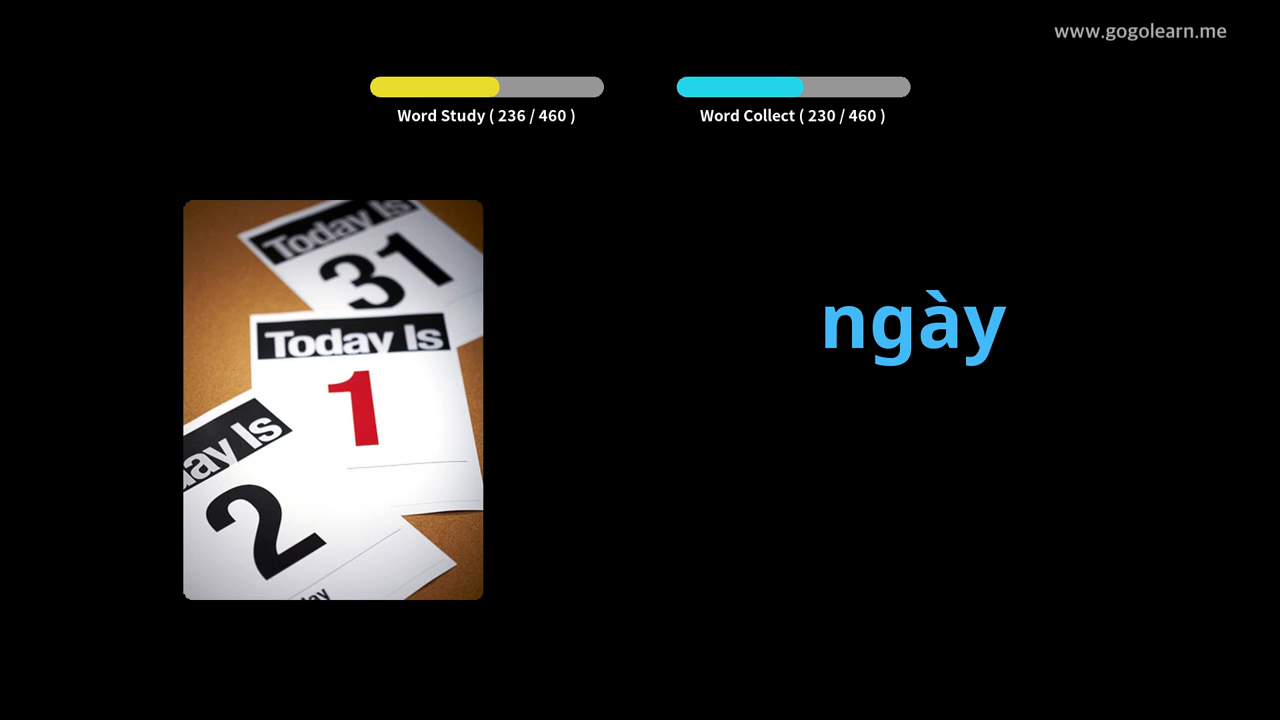 www.gogolearn.me
Word Study ( 236 / 460 )
Word Collect ( 230 / 460 )
Today Is
31
Today Is
1
ay Is
2
ngày